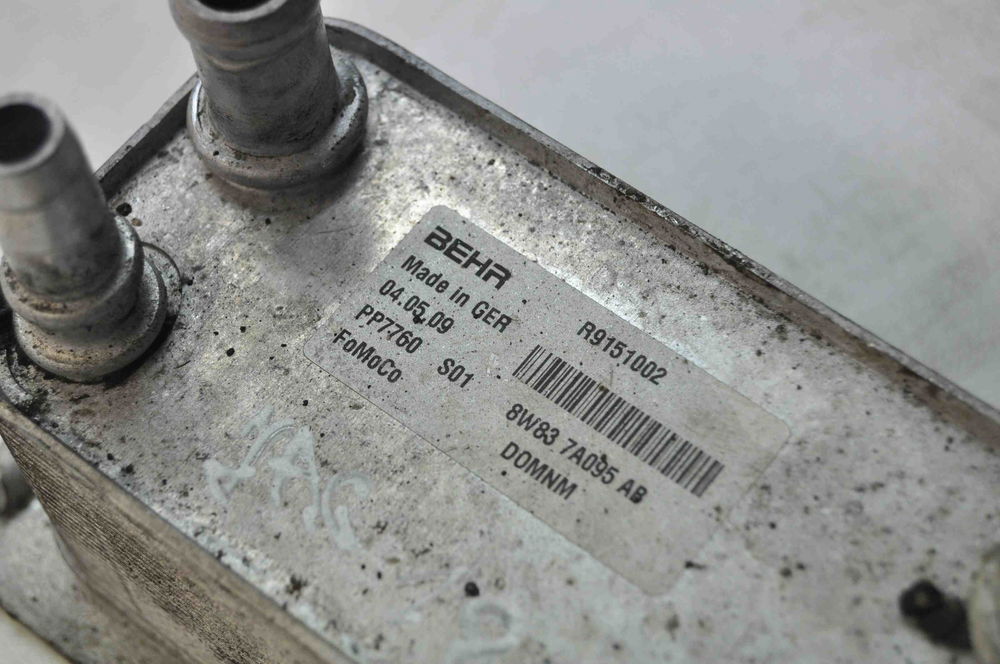 BEHR
Made in GER
04.05.09
PP7760 S01
FoMoCo
R9151002
8W83 7A095 AB
DOMNM